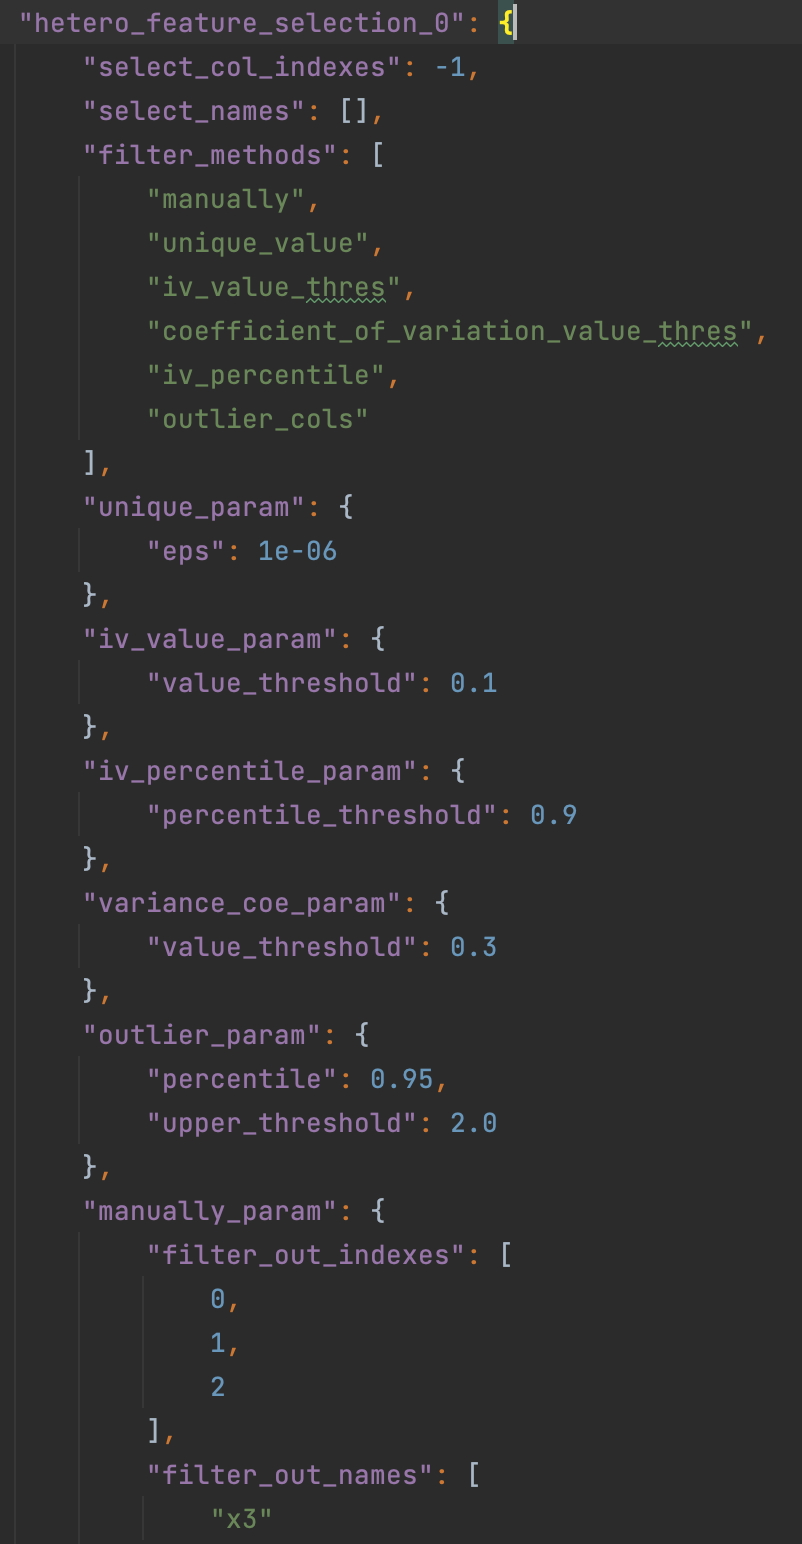 "hetero_feature_selection_0": {
"select_col_indexes": -1,
"select_names": [],
"filter_methods": [
"manually",
"unique_value",
"iv_value_thres",
"coefficient_of_variation_value_thres",
"iv_percentile",
"outlier_cols"
],
"unique_param": {
"eps": 1e-06
},
"iv_value_param": {
"value_threshold": 0.1
},
"iv_percentile_param": {
"percentile_threshold": 0.9
},
"variance_coe_param": {
"value_threshold": 0.3
},
"outlier_param": {
"percentile": 0.95,
"upper_threshold": 2.0
},
"manually_param": {
"filter_out_indexes": [
0,
1,
2
],
"filter_out_names": [
"x3"